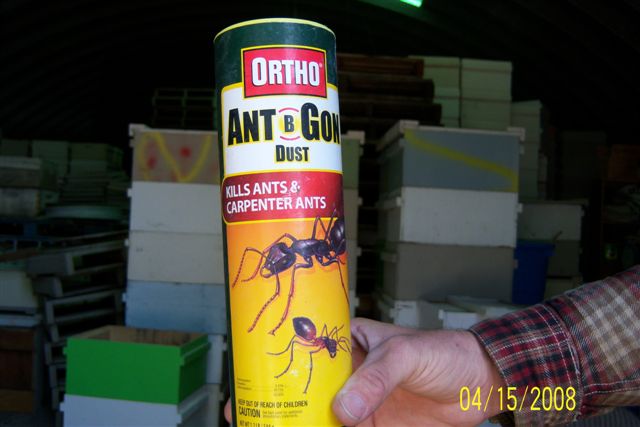 ORTHO
ANT B GON
DUST
KILLS ANTS &
CARPENTER ANTS
KEEP OUT OF REACH OF CHILDREN
CAUTION
04/15/2008